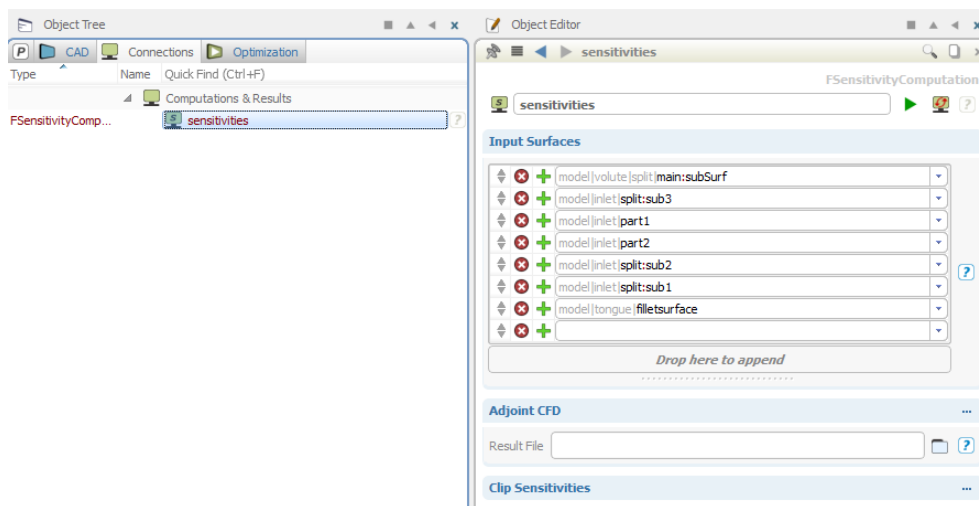 Object Tree
CAD Connections Optimization
Type Name Quick Find (Ctrl+F)
Computations & Results
FSensitivityComp... sensitivities
Object Editor
sensitivities
FSensitivityComputation
sensitivities
Input Surfaces
model|volute|split|main:subSurf
model|inlet|split:sub3
model|inlet|part1
model|inlet|part2
model|inlet|split:sub2
model|inlet|split:sub1
model|tongue|filletsurface
Drop here to append
Adjoint CFD ...
Result File
Clip Sensitivities ...